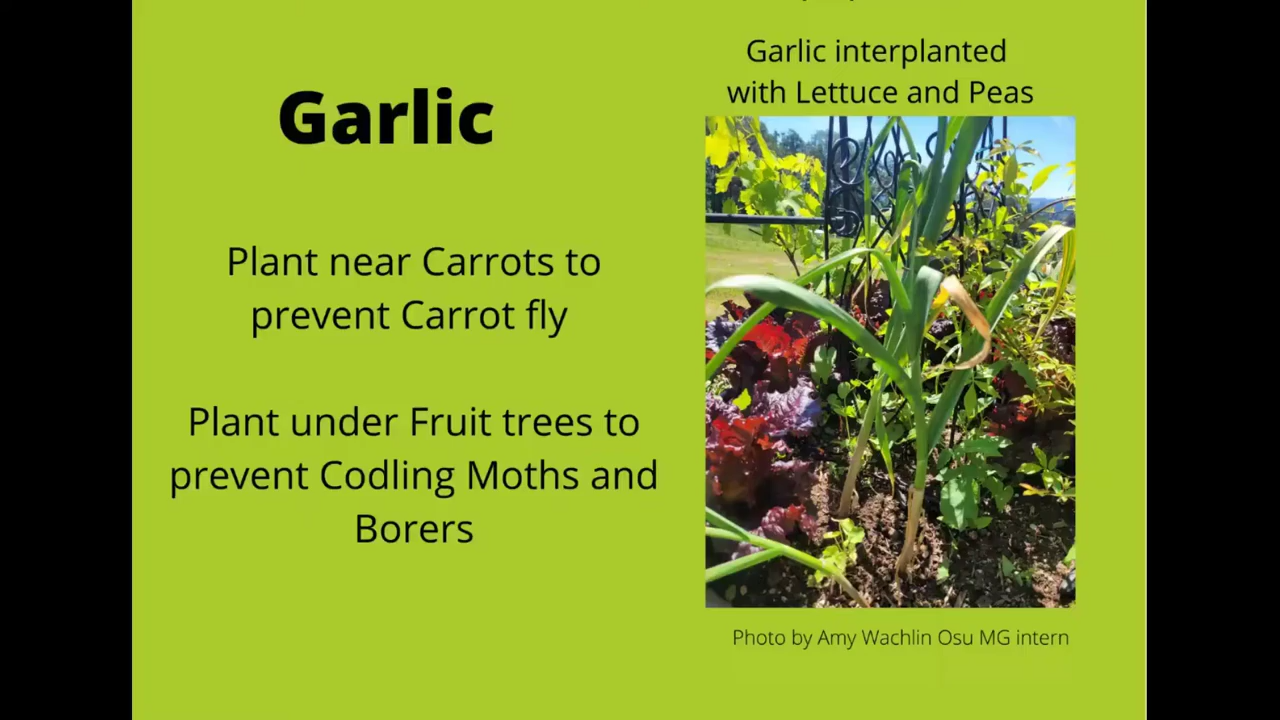 Garlic interplanted
with Lettuce and Peas
Garlic
Plant near Carrots to
prevent Carrot fly
Plant under Fruit trees to
prevent Codling Moths and
Borers
Photo by Amy Wachlin Osu MG intern